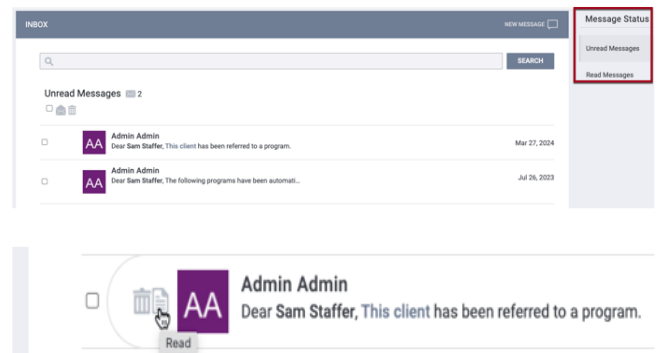 INBOX
NEW MESSAGE
Message Status
Unread Messages
Read Messages
SEARCH
Unread Messages 2
AA
Admin Admin
Dear Sam Staffer, This client has been referred to a program.
Mar 27, 2024
AA
Admin Admin
Dear Sam Staffer, The following programs have been automati...
Jul 26, 2023
AA
Admin Admin
Dear Sam Staffer, This client has been referred to a program.
Read